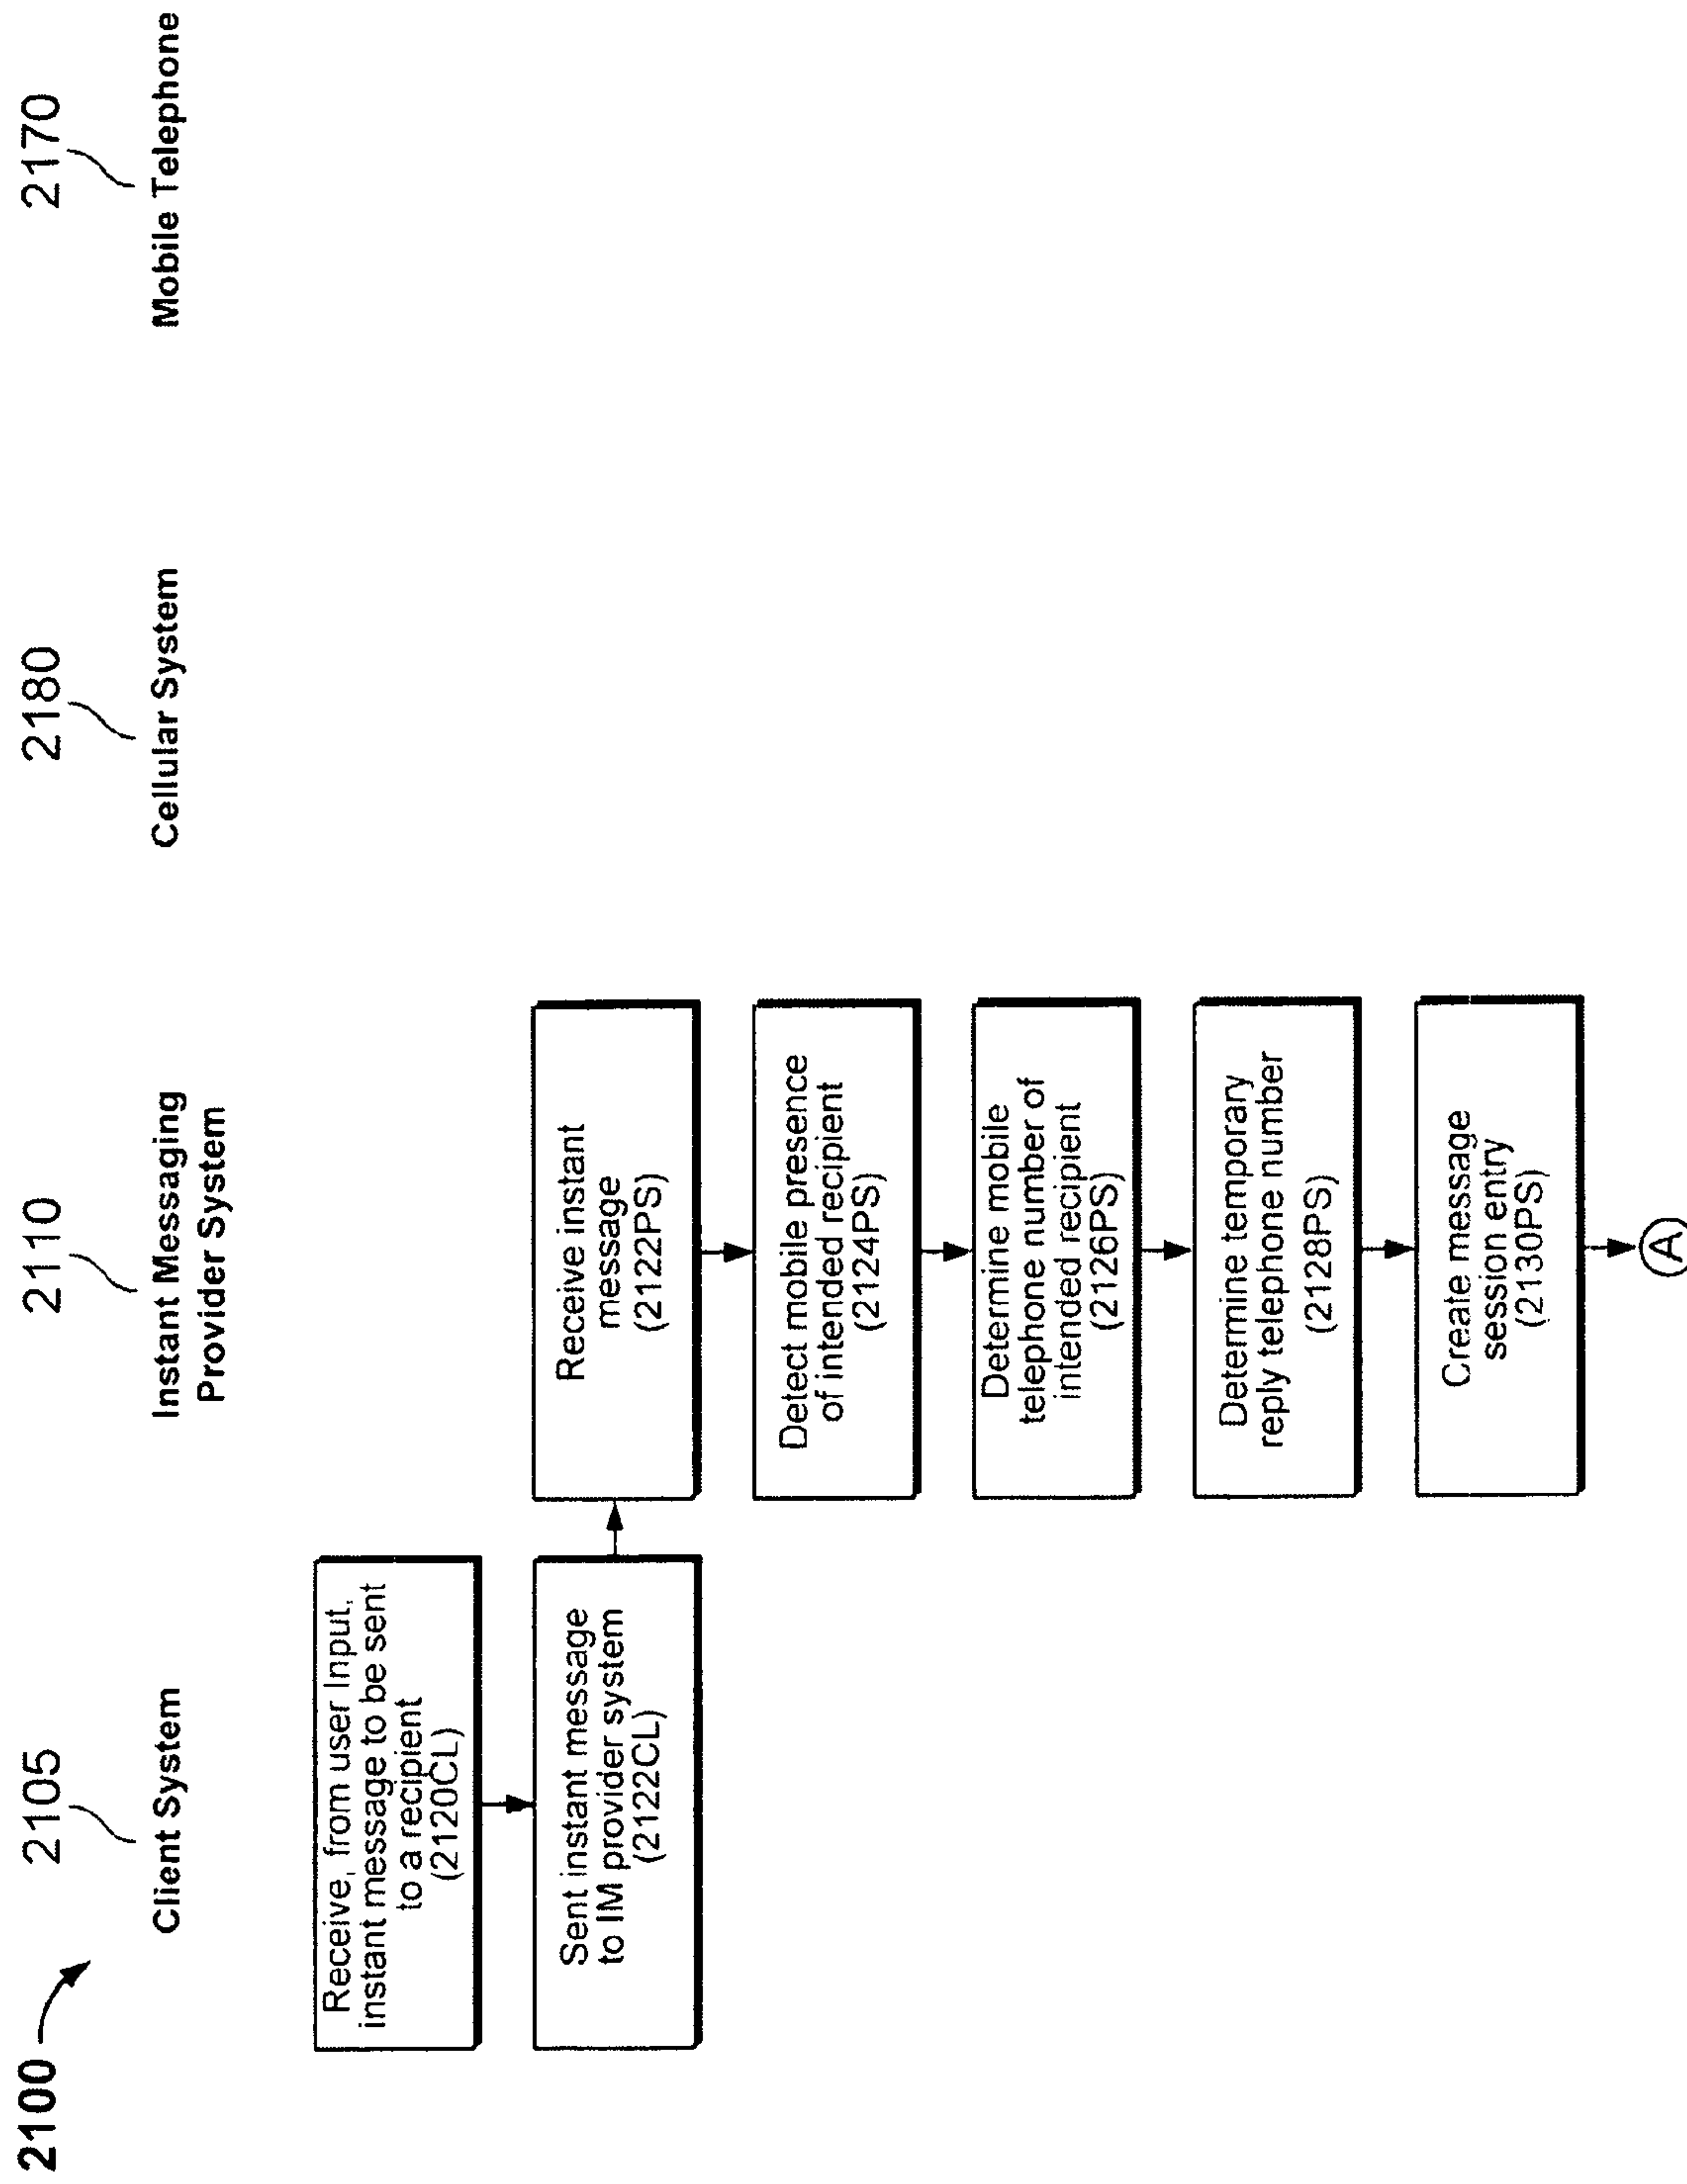 2100
2105
2110
2180
2170
Client System
Instant Messaging
Provider System
Cellular System
Mobile Telephone
Receive, from user Input,
instant message to be sent
to a recipient
(2120CL)
Sent instant message
to IM provider system
(2122CL)
Receive instant
message
(2122PS)
Detect mobile presence
of intended recipient
(2124PS)
Determine mobile
telephone number of
intended recipient
(2126PS)
Determine temporary
reply telephone number
(2128PS)
Create message
session entry
(2130PS)
A